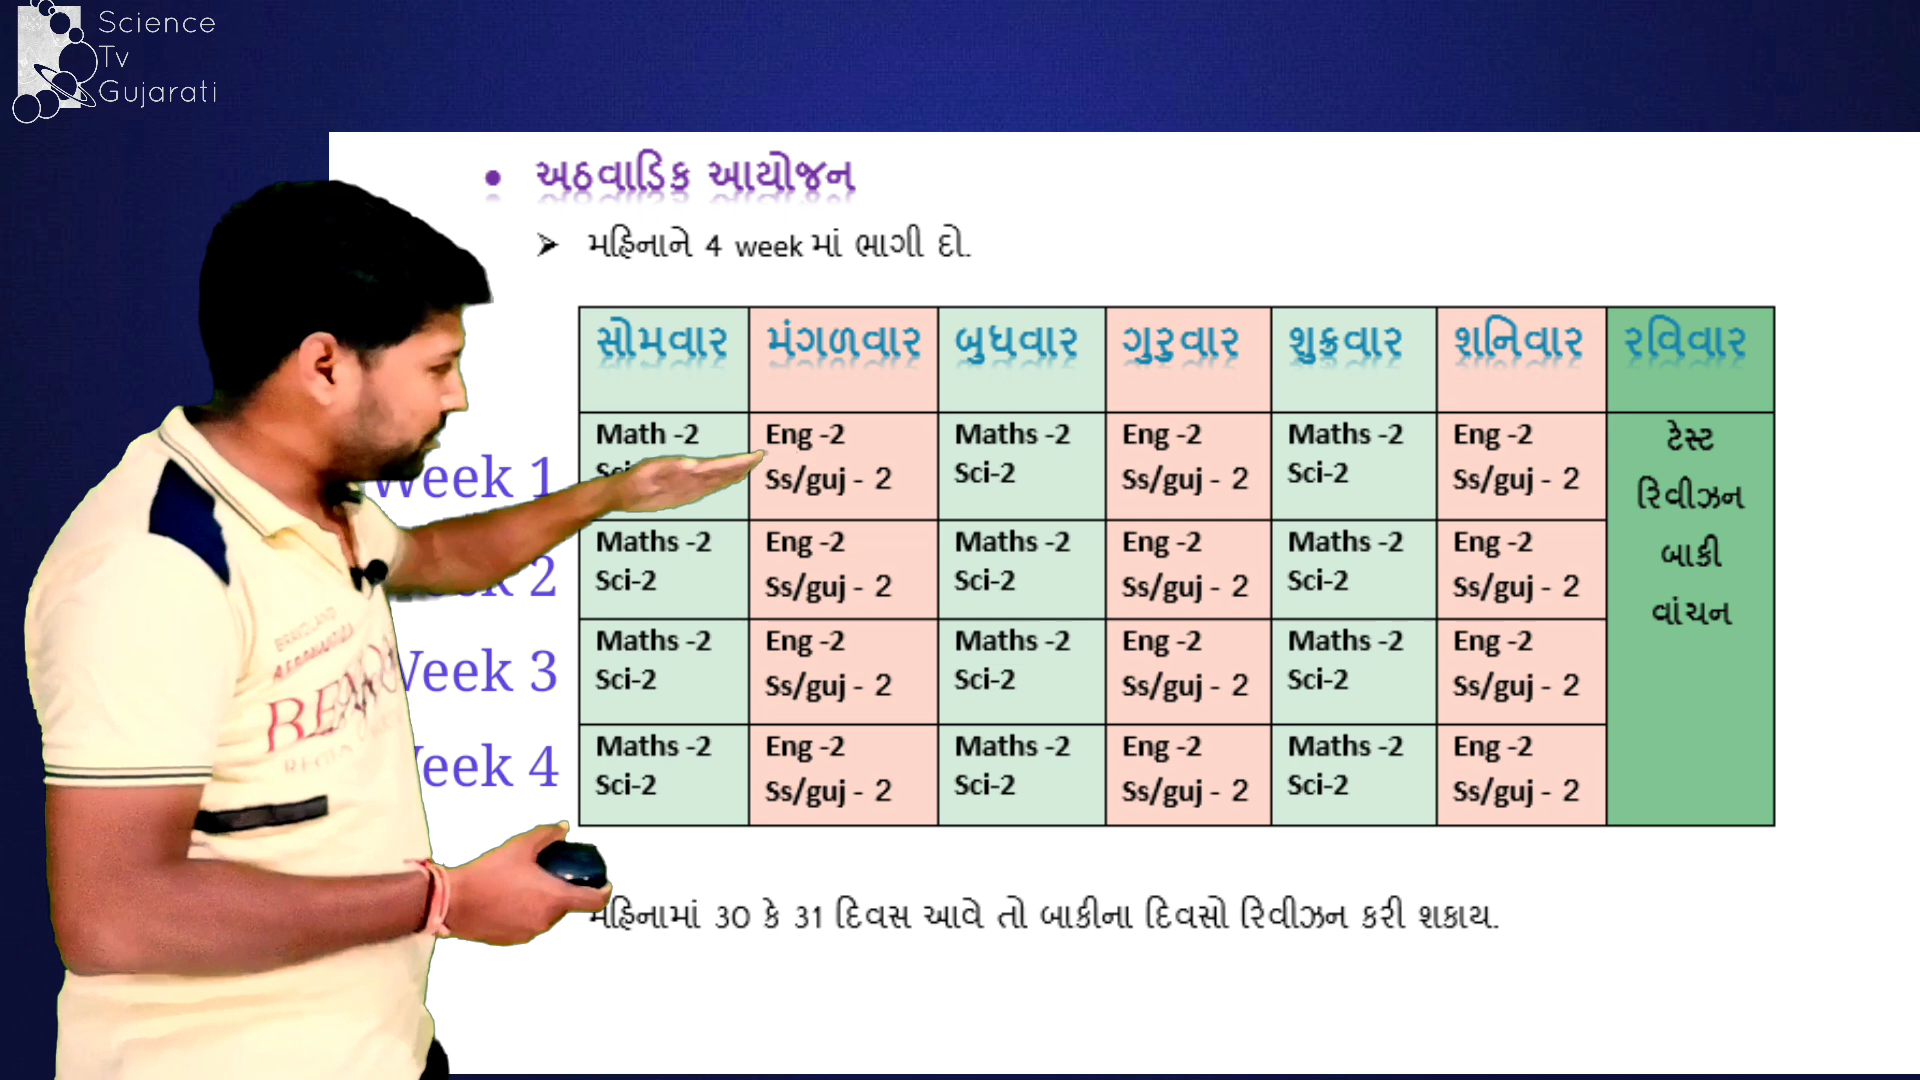 Science
Tv
Gujarati
• અઠવાડિક આયોજન
➤ મહિનાને 4 week માં ભાગી દો.
સોમવાર મંગળવાર બુધવાર ગુરુવાર શુક્રવાર શનિવાર રવિવાર
Week 1
Math -2 Eng -2 Maths -2 Eng -2 Maths -2 Eng -2
Ss/guj - 2 Sci-2 Ss/guj - 2 Sci-2 Ss/guj - 2
2
Maths -2 Eng -2 Maths -2 Eng -2 Maths -2 Eng -2
Sci-2 Ss/guj - 2 Sci-2 Ss/guj - 2 Sci-2 Ss/guj - 2
Week 3
Maths -2 Eng -2 Maths -2 Eng -2 Maths -2 Eng -2
Sci-2 Ss/guj - 2 Sci-2 Ss/guj - 2 Sci-2 Ss/guj - 2
Week 4
Maths -2 Eng -2 Maths -2 Eng -2 Maths -2 Eng -2
Sci-2 Ss/guj - 2 Sci-2 Ss/guj - 2 Sci-2 Ss/guj - 2
ટેસ્ટ
રિવીઝન
બાકી
વાંચન
મહિનામાં 30 કે 31 દિવસ આવે તો બાકીના દિવસો રિવીઝન કરી શકાય.